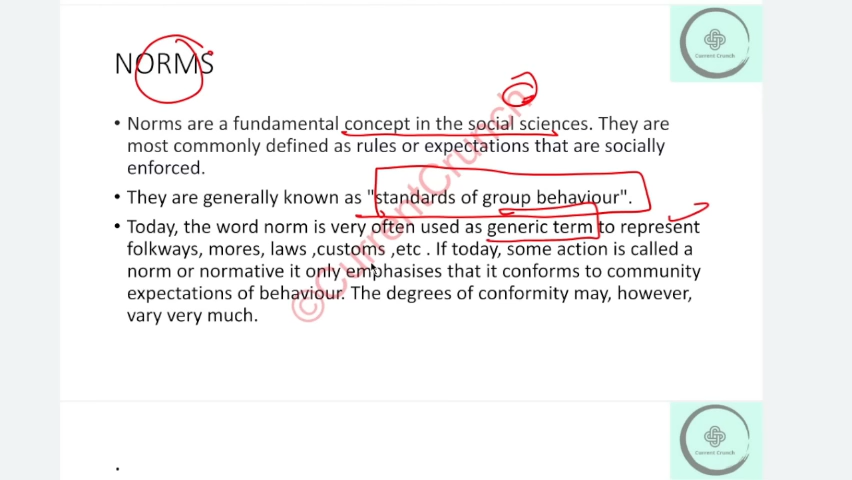 Current Crunch
NORMS
• Norms are a fundamental concept in the social sciences. They are
most commonly defined as rules or expectations that are socially
enforced.
• They are generally known as "standards of group behaviour".
• Today, the word norm is very often used as generic term to represent
folkways, mores, laws ,customs ,etc . If today, some action is called a
norm or normative it only emphasises that it conforms to community
expectations of behaviour. The degrees of conformity may, however,
vary very much.
©CurrentCrunch
Current Crunch
.